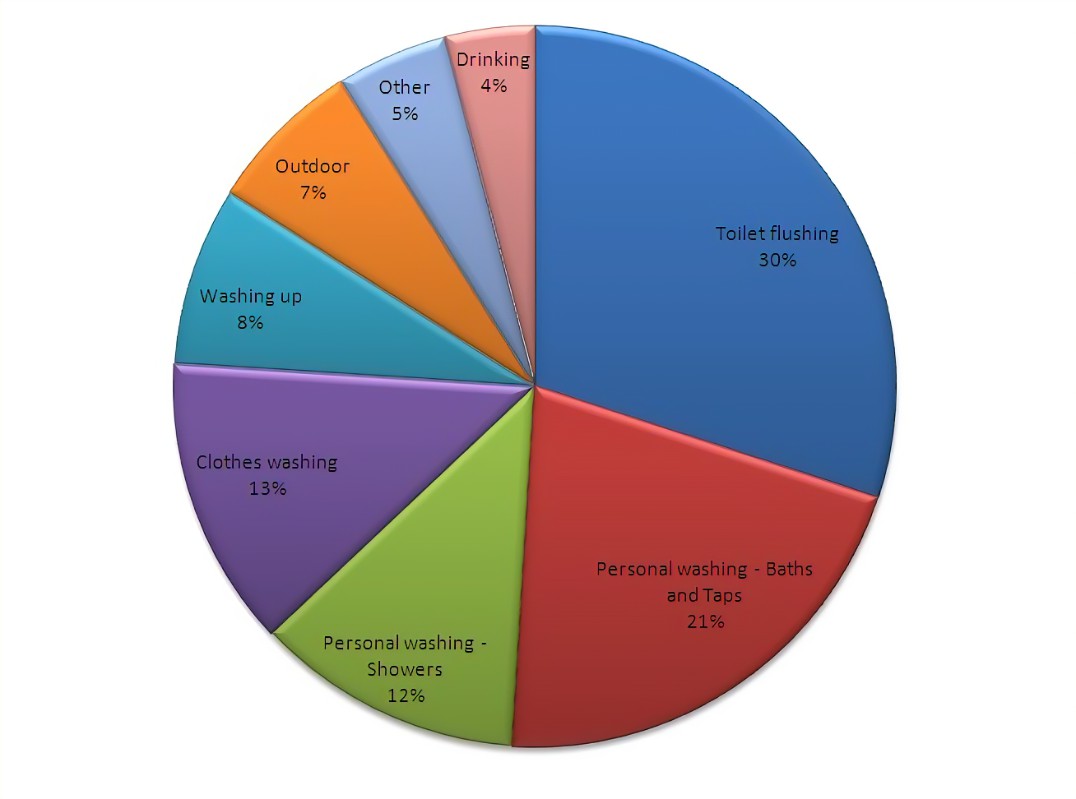 Drinking
4%
Other
5%
Outdoor
7%
Toilet flushing
30%
Washing up
8%
Clothes washing
13%
Personal washing - Baths
and Taps
21%
Personal washing -
Showers
12%